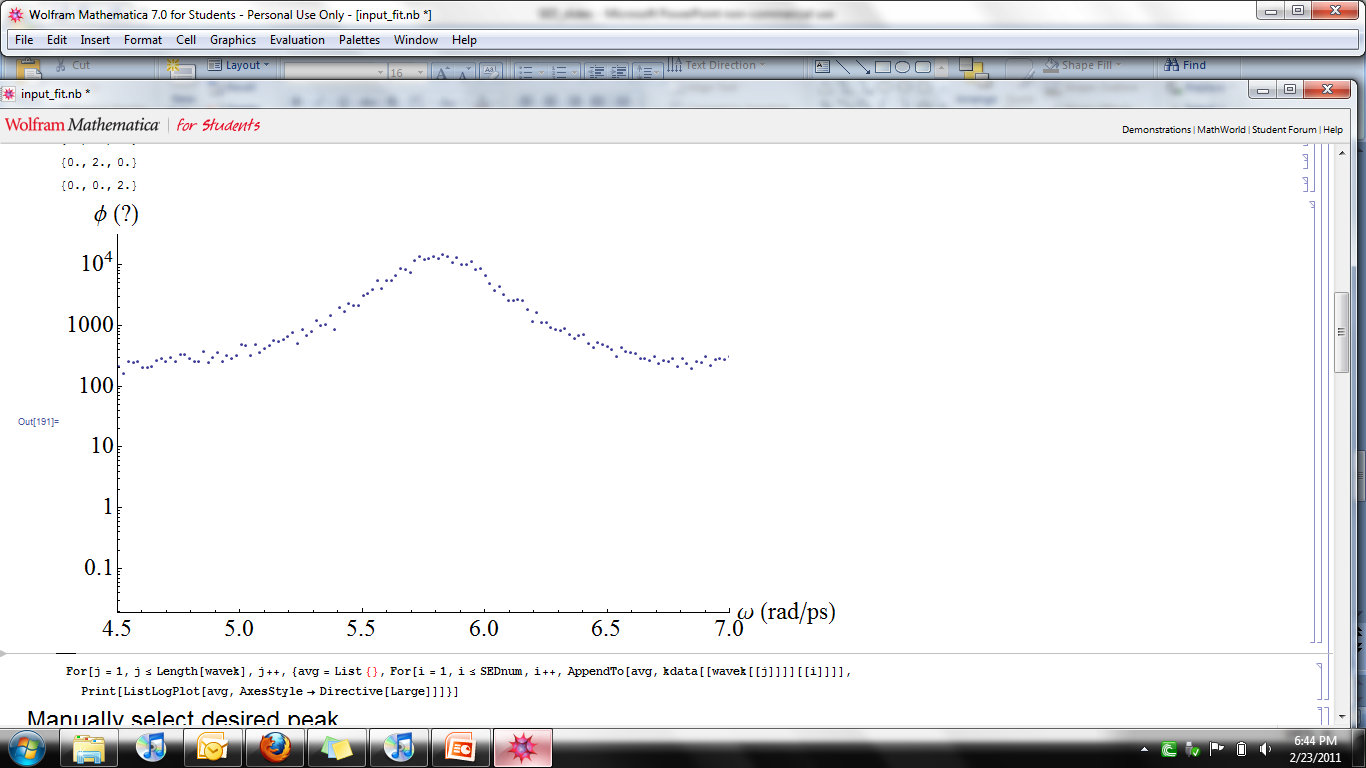 Wolfram Mathematica 7.0 for Students - Personal Use Only - [input_fit.nb *]
File Edit Insert Format Cell Graphics Evaluation Palettes Window Help
Cut Layout 16 Text Direction Shape Fill Find
input_fit.nb *
Wolfram Mathematica for Students
Demonstrations | MathWorld | Student Forum | Help
{0., 2., 0.}
{0., 0., 2.}
ϕ (?)
10⁴
1000
100
Out[191]=
10
1
0.1
4.5 5.0 5.5 6.0 6.5 7.0
ω (rad/ps)
For[j = 1, j ≤ Length[wavek], j++, {avg = List {}, For[i = 1, i ≤ SEDnum, i++, AppendTo[avg, kdata[[wavek[[j]]]][[i]]]],
Print[ListLogPlot[avg, AxesStyle → Directive[Large]]]}]
Manually select desired peak
6:44 PM
2/23/2011